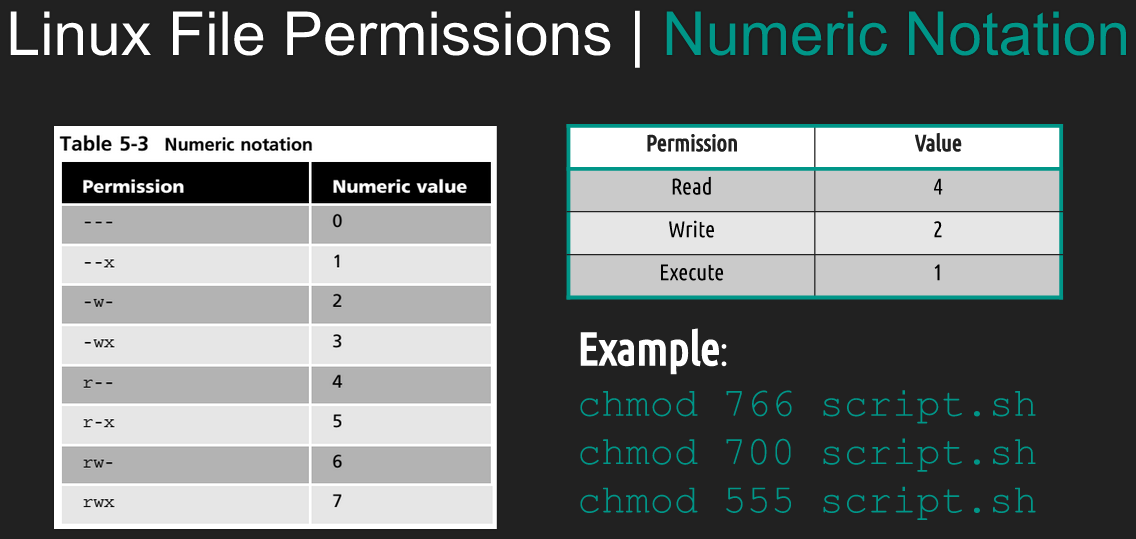 Linux File Permissions | Numeric Notation
Table 5-3 Numeric notation
Permission Numeric value
--- 0
--x 1
-w- 2
-wx 3
r-- 4
r-x 5
rw- 6
rwx 7
Permission Value
Read 4
Write 2
Execute 1
Example:
chmod 766 script.sh
chmod 700 script.sh
chmod 555 script.sh